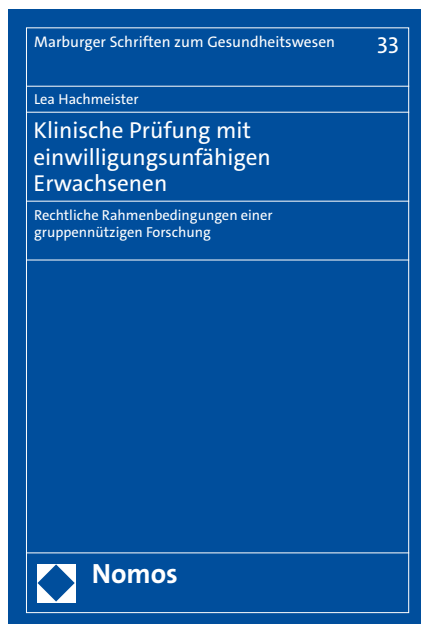 Marburger Schriften zum Gesundheitswesen 33
Lea Hachmeister
Klinische Prüfung mit
einwilligungsunfähigen
Erwachsenen
Rechtliche Rahmenbedingungen einer
gruppennützigen Forschung
Nomos